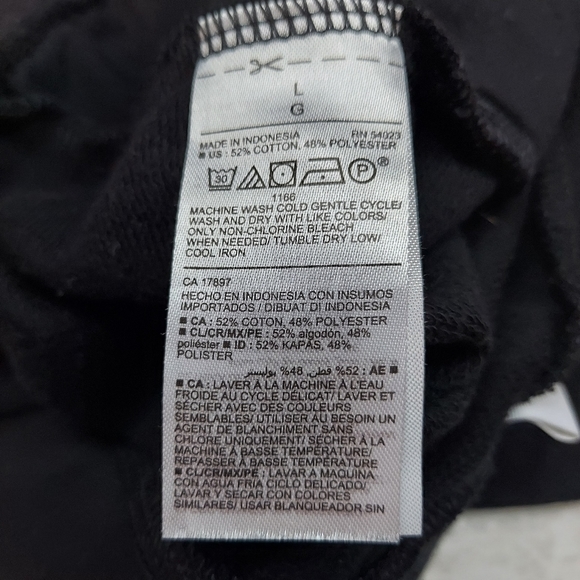 L
G
MADE IN INDONESIA RN 54023
■ US : 52% COTTON, 48% POLYESTER
30 P ®
1166
MACHINE WASH COLD GENTLE CYCLE/
WASH AND DRY WITH LIKE COLORS/
ONLY NON-CHLORINE BLEACH
WHEN NEEDED/ TUMBLE DRY LOW/
COOL IRON
CA 17897
HECHO EN INDONESIA CON INSUMOS
IMPORTADOS / DIBUAT DI INDONESIA
■ CA : 52% COTON, 48% POLYESTER
■ CL/CR/MX/PE : 52% algodón, 48%
poliéster ■ ID : 52% KAPAS, 48%
POLISTER
■ AE : 52% قطن, 48% بوليستر
■ CA : LAVER À LA MACHINE À L'EAU
FROIDE AU CYCLE DÉLICAT/ LAVER ET
SÉCHER AVEC DES COULEURS
SEMBLABLES/ UTILISER AU BESOIN UN
AGENT DE BLANCHIMENT SANS
CHLORE UNIQUEMENT/ SÉCHER À LA
MACHINE À BASSE TEMPÉRATURE/
REPASSER À BASSE TEMPÉRATURE
■ CL/CR/MX/PE : LAVAR A MAQUINA
CON AGUA FRÍA CICLO DELICADO/
LAVAR Y SECAR CON COLORES
SIMILARES/ USAR BLANQUEADOR SIN